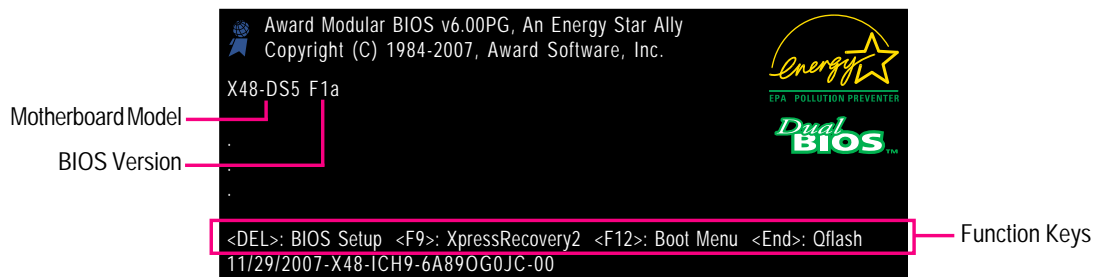 Award Modular BIOS v6.00PG, An Energy Star Ally
Copyright (C) 1984-2007, Award Software, Inc.
energy
EPA POLLUTION PREVENTER
X48-DS5 F1a
Motherboard Model
Dual
BIOS™
BIOS Version
.
.
.
<DEL>: BIOS Setup <F9>: XpressRecovery2 <F12>: Boot Menu <End>: Qflash
Function Keys
11/29/2007-X48-ICH9-6A89OG0JC-00